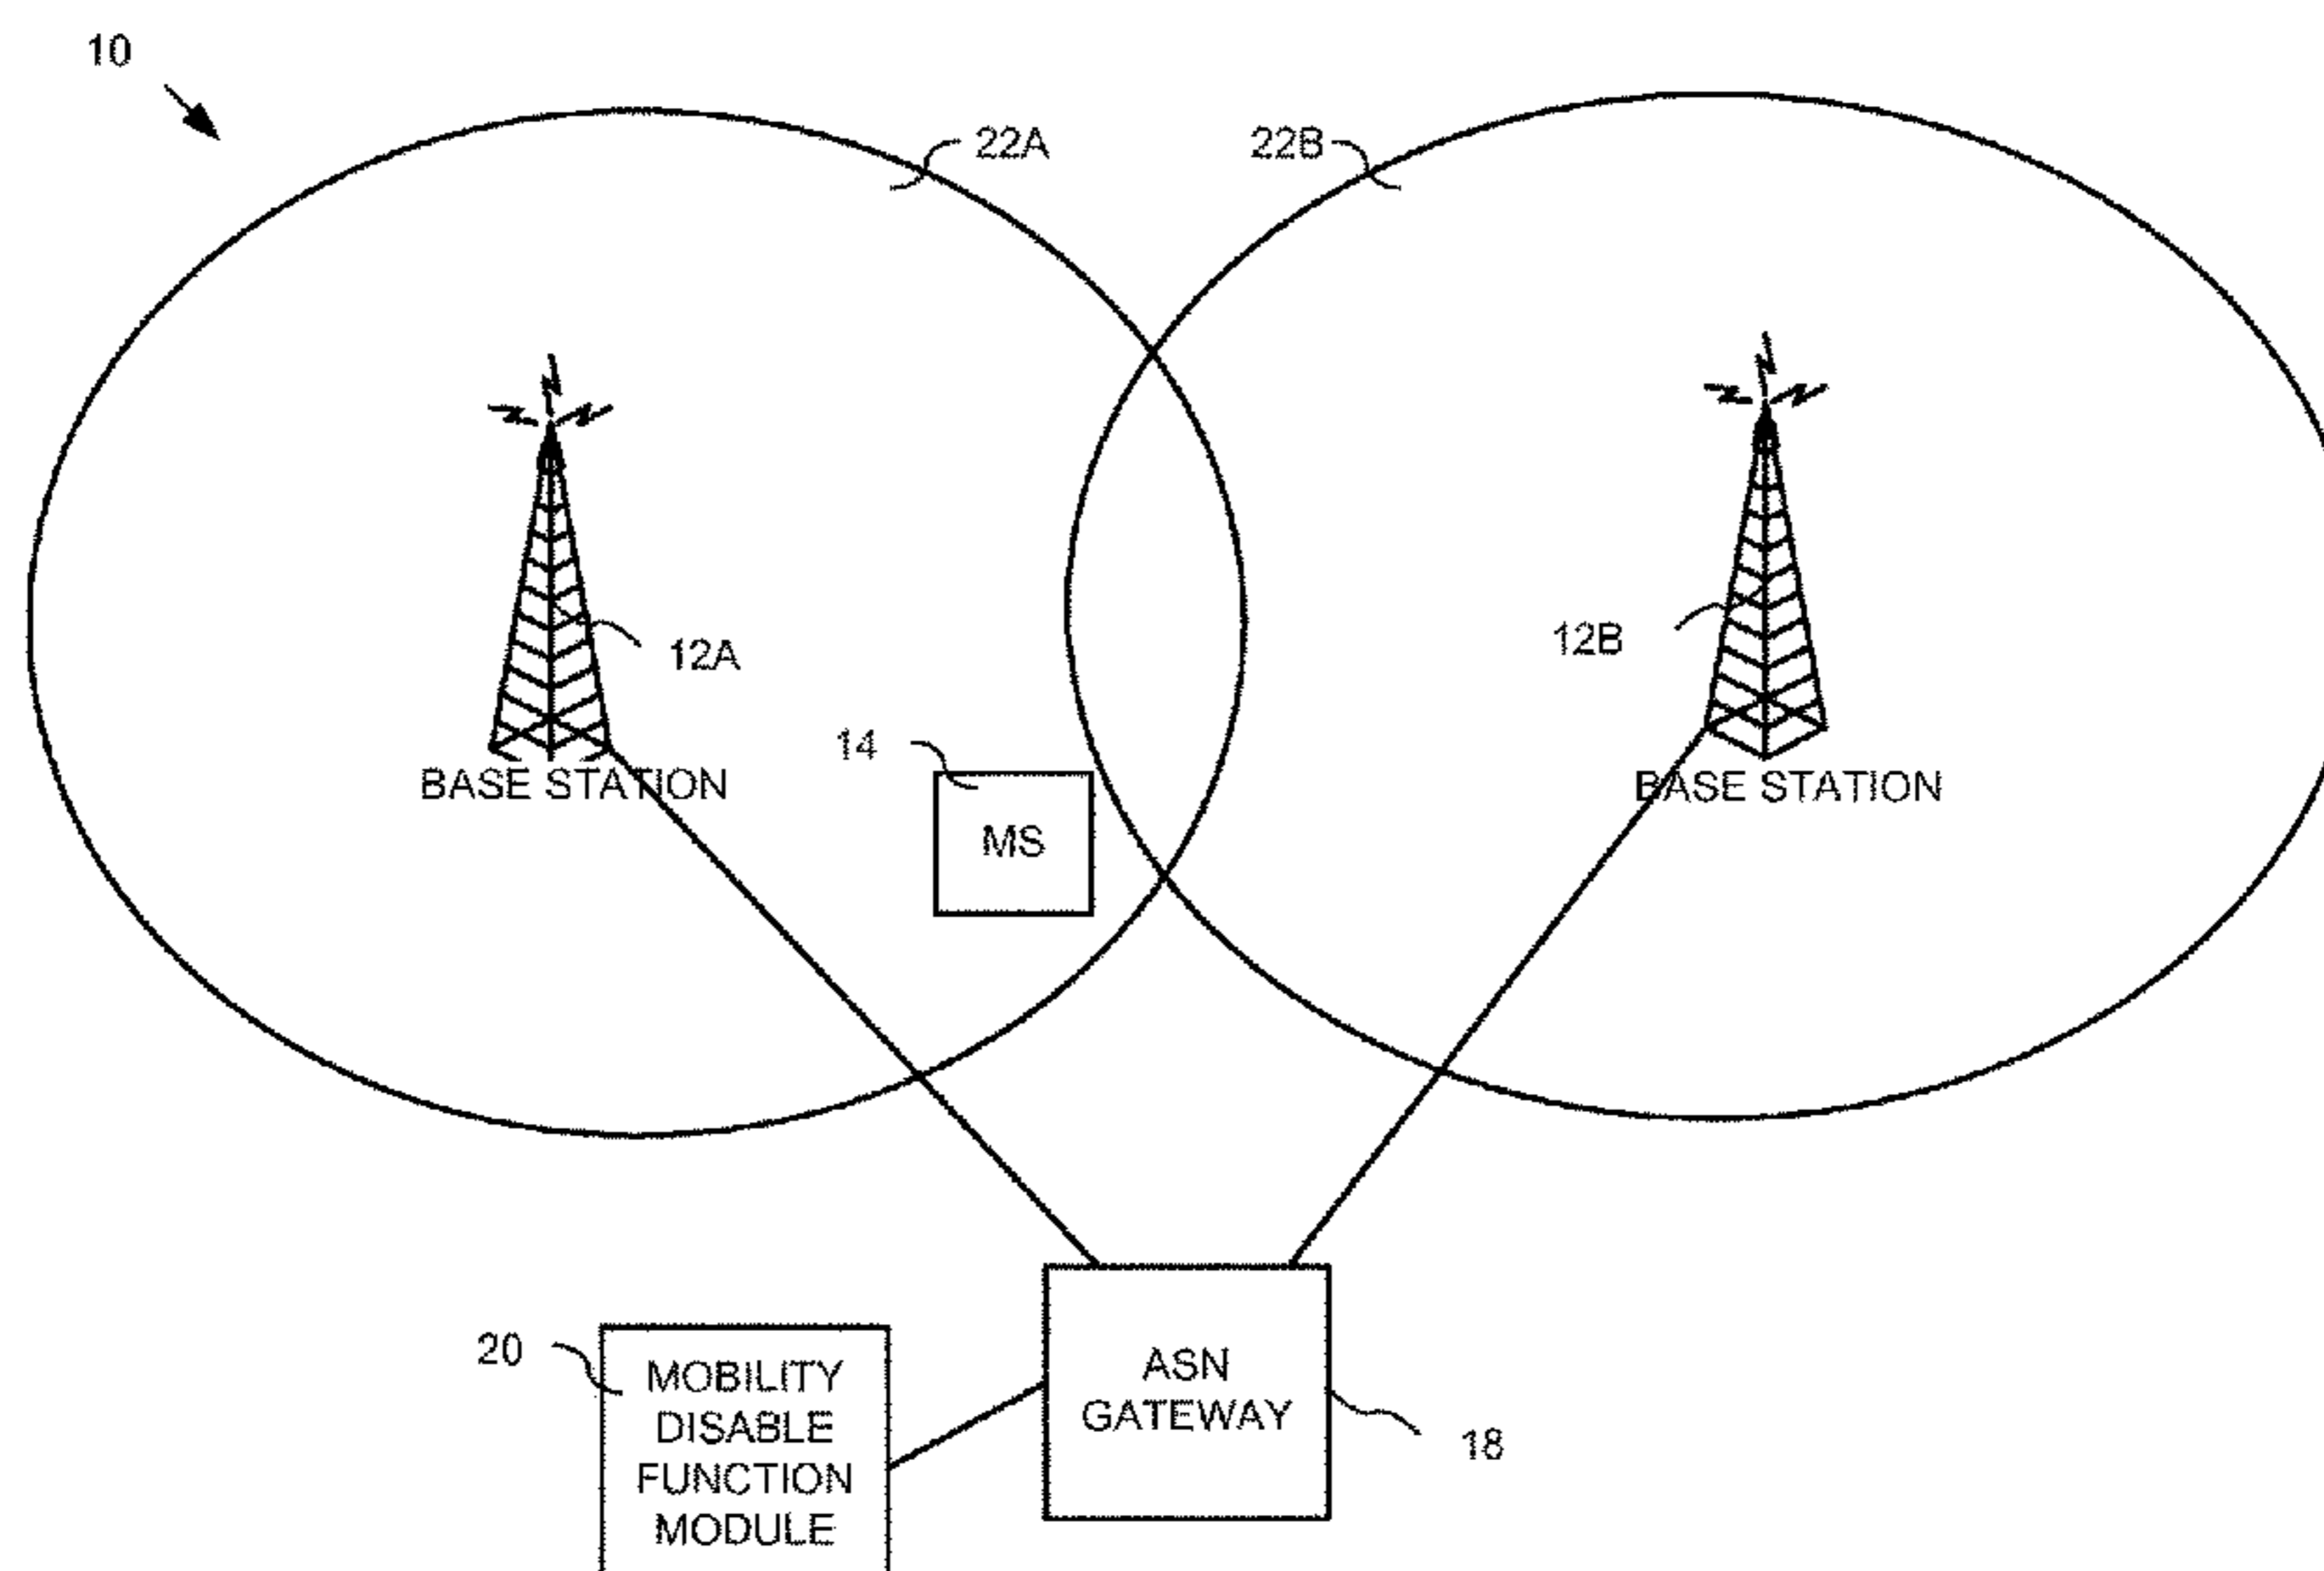 10
22A
22B
12A
12B
14
BASE STATION
BASE STATION
MS
20
MOBILITY
DISABLE
FUNCTION
MODULE
ASN
GATEWAY
18